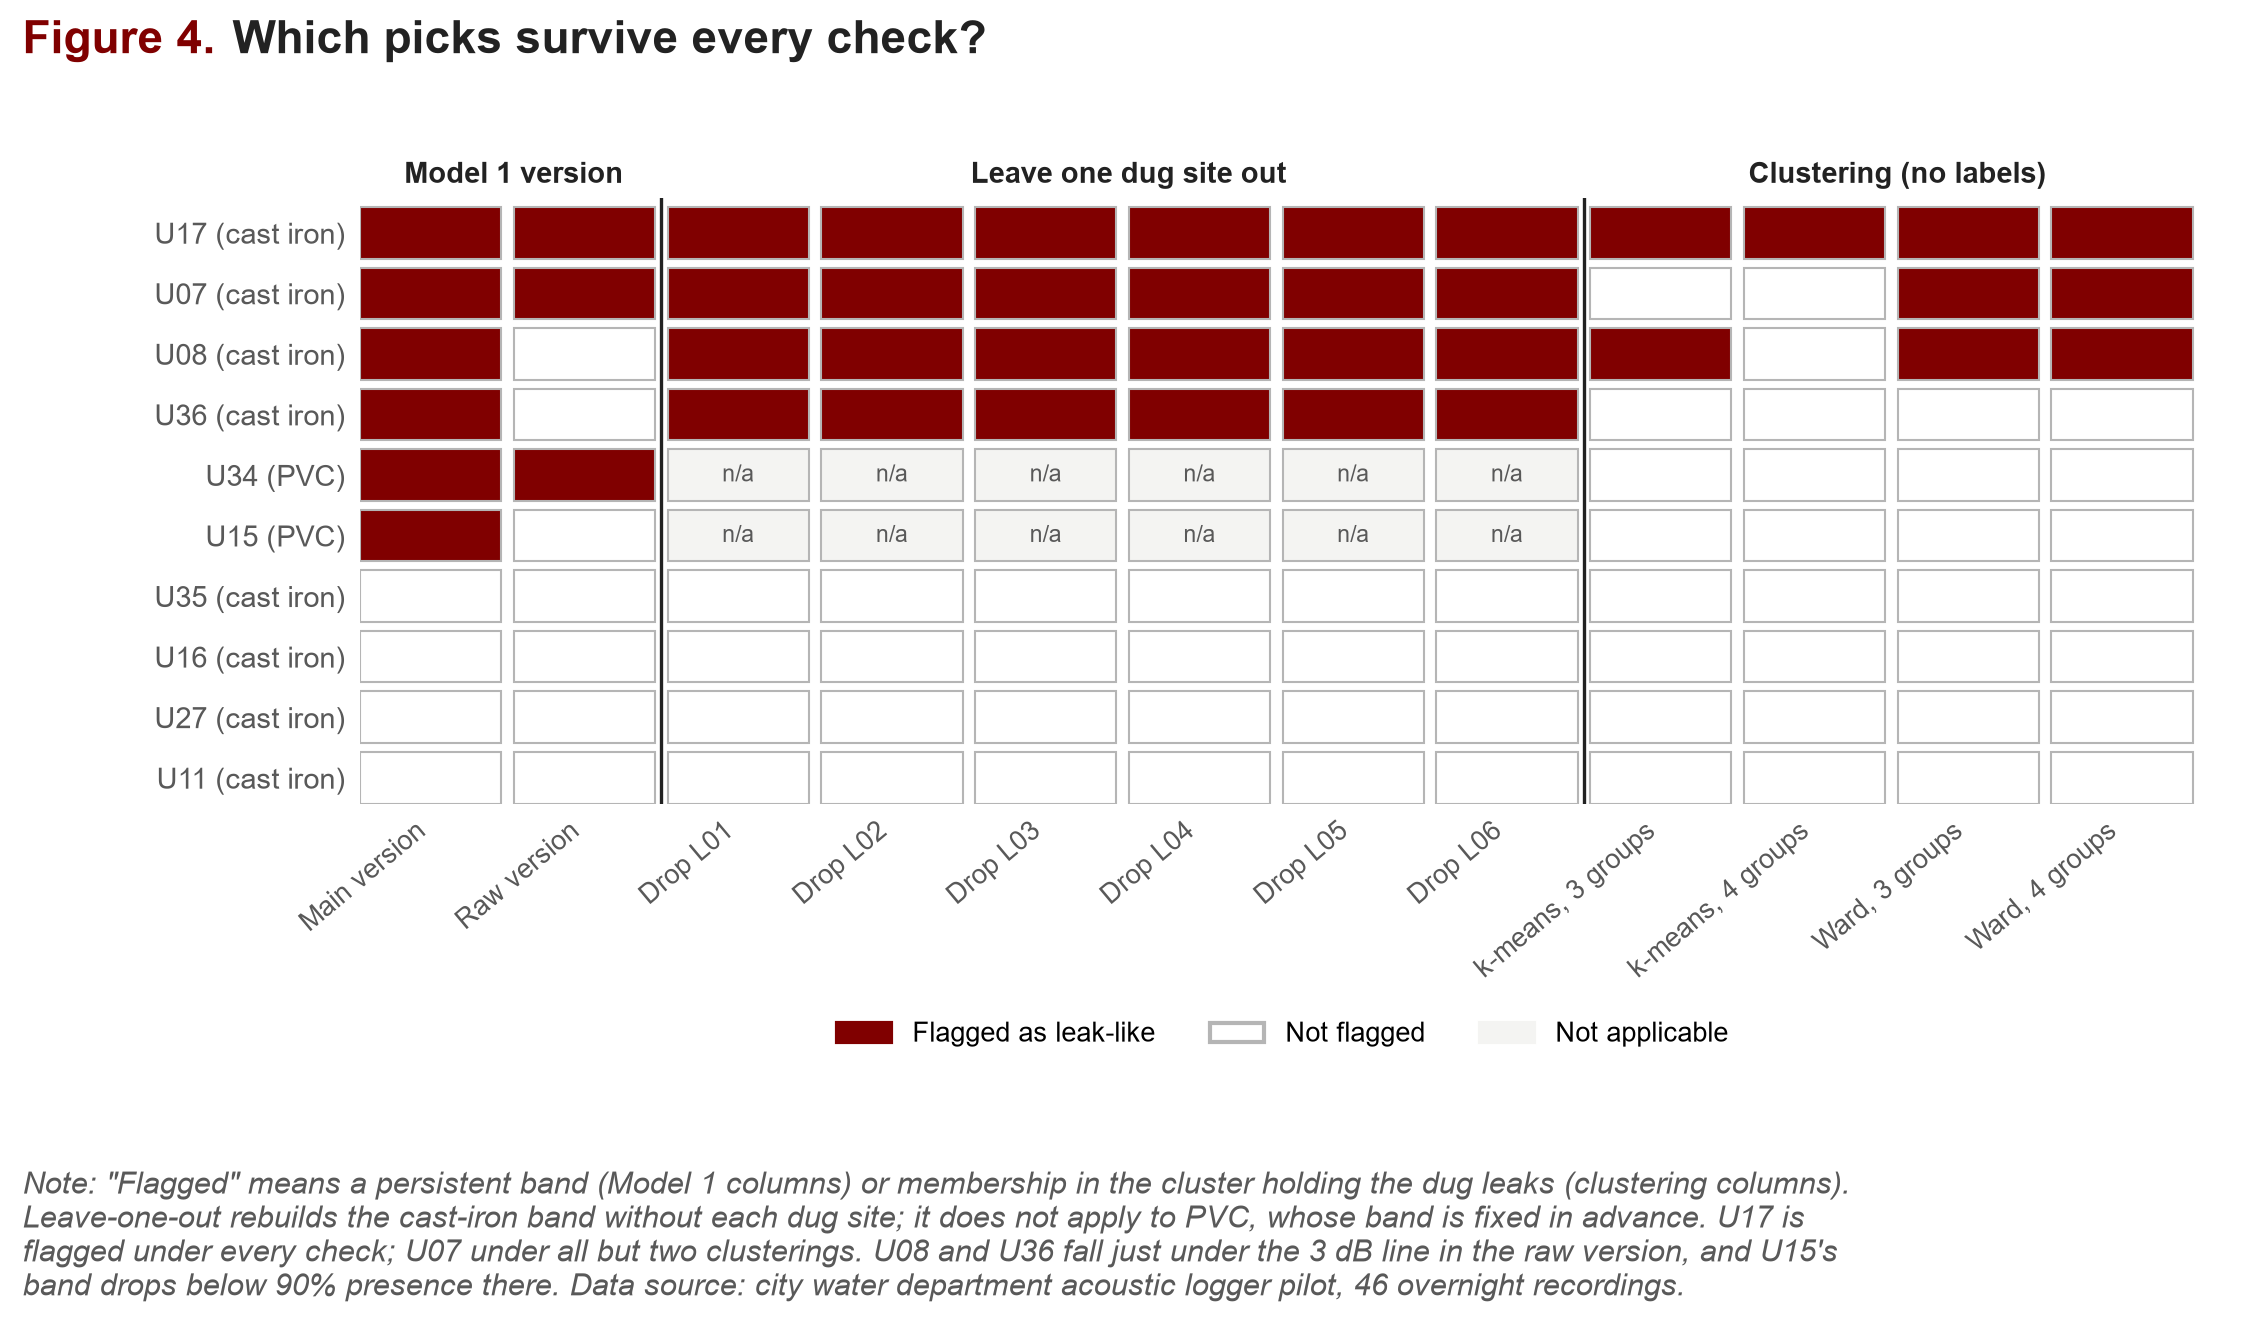 Figure 4. Which picks survive every check?
Model 1 version
Leave one dug site out
Clustering (no labels)
U17 (cast iron)
U07 (cast iron)
U08 (cast iron)
U36 (cast iron)
U34 (PVC)
n/a n/a n/a n/a n/a n/a
U15 (PVC)
n/a n/a n/a n/a n/a n/a
U35 (cast iron)
U16 (cast iron)
U27 (cast iron)
U11 (cast iron)
Main version
Raw version
Drop L01
Drop L02
Drop L03
Drop L04
Drop L05
Drop L06
k-means, 3 groups
k-means, 4 groups
Ward, 3 groups
Ward, 4 groups
Flagged as leak-like
Not flagged
Not applicable
Note: "Flagged" means a persistent band (Model 1 columns) or membership in the cluster holding the dug leaks (clustering columns).
Leave-one-out rebuilds the cast-iron band without each dug site; it does not apply to PVC, whose band is fixed in advance. U17 is
flagged under every check; U07 under all but two clusterings. U08 and U36 fall just under the 3 dB line in the raw version, and U15's
band drops below 90% presence there. Data source: city water department acoustic logger pilot, 46 overnight recordings.